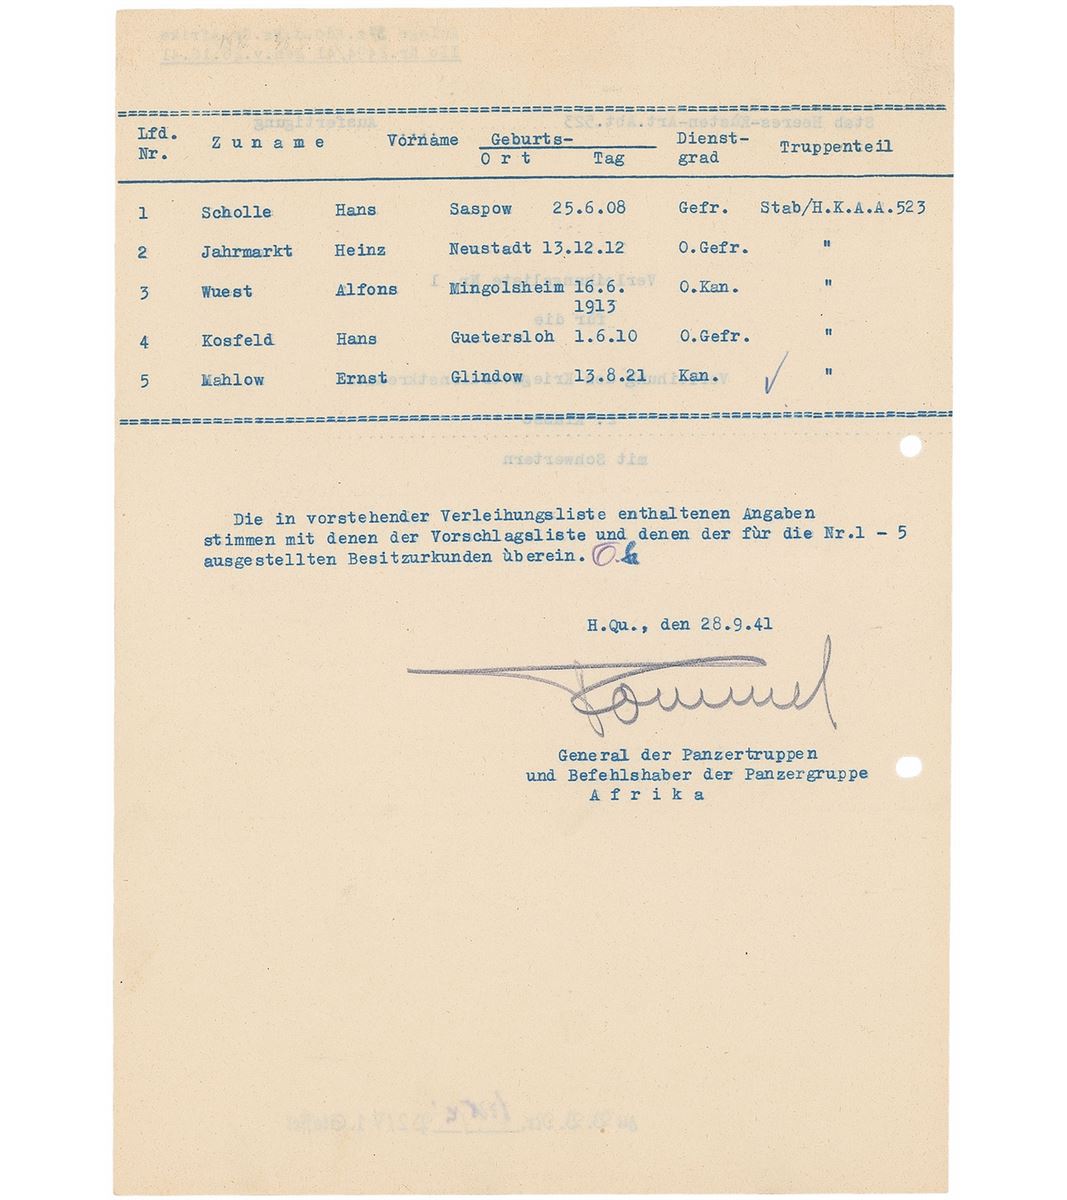 Lfd. Nr. Zuname Vorname Geburts- Ort Tag Dienst-grad Truppenteil
1 Scholle Hans Saspow 25.6.08 Gefr. Stab/H.K.A.A.523
2 Jahrmarkt Heinz Neustadt 13.12.12 O.Gefr. "
3 Wuest Alfons Mingolsheim 16.6. O.Kan. "
1913
4 Kosfeld Hans Guetersloh 1.6.10 O.Gefr. "
5 Mahlow Ernst Glindow 13.8.21 Kan. "
Die in vorstehender Verleihungsliste enthaltenen Angaben
stimmen mit denen der Vorschlagsliste und denen der für die Nr.1 - 5
ausgestellten Besitzurkunden überein.
H.Qu., den 28.9.41
Rommel
General der Panzertruppen
und Befehlshaber der Panzergruppe
Afrika